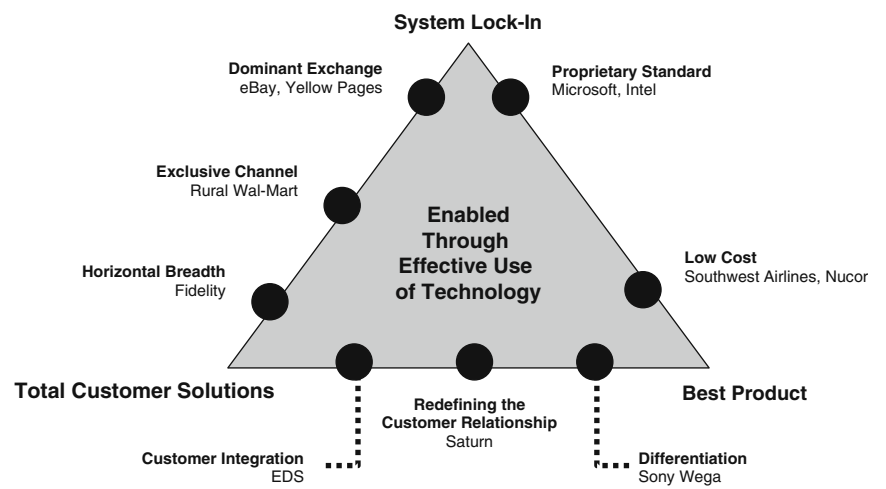 System Lock-In
Dominant Exchange
eBay, Yellow Pages
Proprietary Standard
Microsoft, Intel
Exclusive Channel
Rural Wal-Mart
Enabled
Through
Effective Use
of Technology
Horizontal Breadth
Fidelity
Low Cost
Southwest Airlines, Nucor
Total Customer Solutions
Best Product
Redefining the
Customer Relationship
Saturn
Customer Integration
EDS
Differentiation
Sony Wega